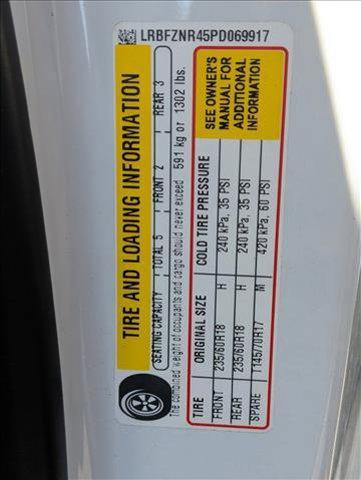 LRBFZNR45PD069917
TIRE AND LOADING INFORMATION
SEATING CAPACITY - TOTAL 5 | FRONT 2 | REAR 3
The combined weight of occupants and cargo should never exceed 591 kg or 1302 lbs.
TIRE ORIGINAL SIZE COLD TIRE PRESSURE
FRONT 235/60R18 H 240 kPa, 35 PSI
REAR 235/60R18 H 240 kPa, 35 PSI
SPARE T145/70R17 M 420 kPa, 60 PSI
SEE OWNER'S
MANUAL FOR
ADDITIONAL
INFORMATION